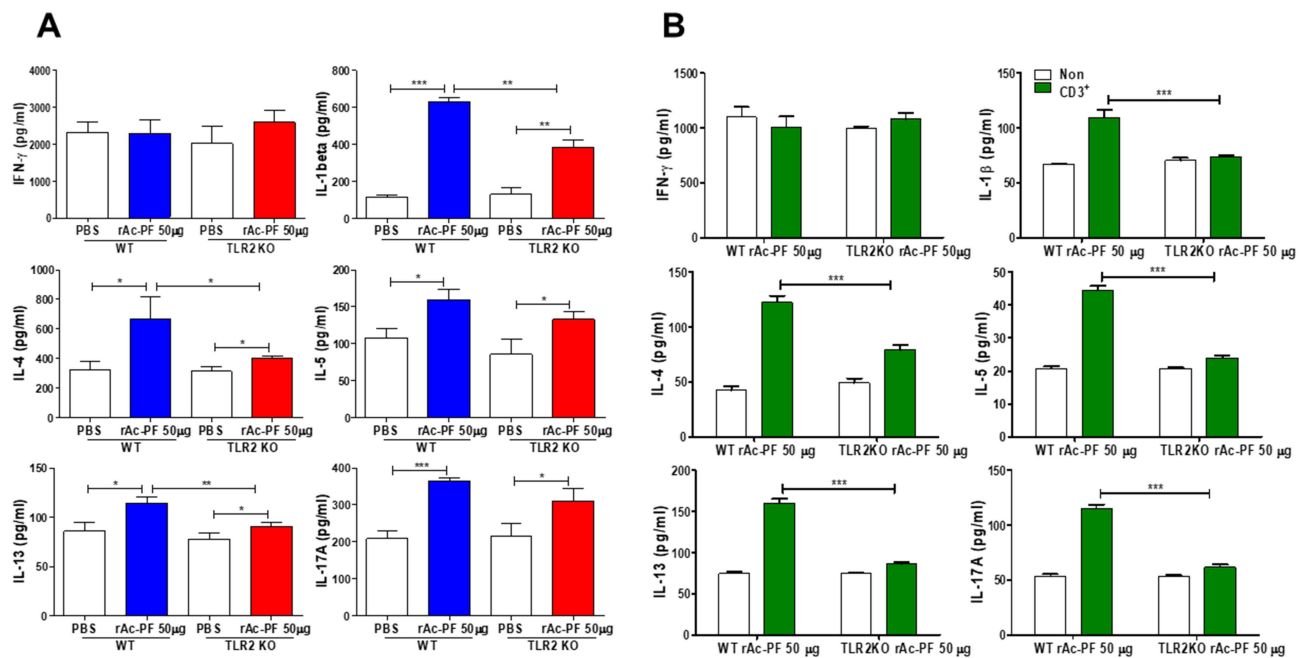 A
B
IFN-γ (pg/ml)
4000
3000
2000
1000
0
PBS rAc-PF 50µg PBS rAc-PF 50µg
WT TLR2 KO
IL-1beta (pg/ml)
800
600
400
200
0
*** **
**
PBS rAc-PF 50µg PBS rAc-PF 50µg
WT TLR2 KO
IL-4 (pg/ml)
1000
800
600
400
200
0
* *
*
PBS rAc-PF 50µg PBS rAc-PF 50µg
WT TLR2 KO
IL-5 (pg/ml)
200
150
100
50
0
*
*
PBS rAc-PF 50µg PBS rAc-PF 50µg
WT TLR2 KO
IL-13 (pg/ml)
150
100
50
0
* **
*
PBS rAc-PF 50µg PBS rAc-PF 50µg
WT TLR2 KO
IL-17A (pg/ml)
400
300
200
100
0
***
*
PBS rAc-PF 50µg PBS rAc-PF 50µg
WT TLR2 KO
IFN-γ (pg/ml)
1500
1000
500
0
WT rAc-PF 50 µg TLR2KO rAc-PF 50 µg
IL-1β (pg/ml)
150
100
50
0
Non
CD3+
***
WT rAc-PF 50 µg TLR2KO rAc-PF 50 µg
IL-4 (pg/ml)
150
100
50
0
***
WT rAc-PF 50 µg TLR2KO rAc-PF 50 µg
IL-5 (pg/ml)
50
40
30
20
10
0
***
WT rAc-PF 50 µg TLR2KO rAc-PF 50 µg
IL-13 (pg/ml)
200
150
100
50
0
***
WT rAc-PF 50 µg TLR2KO rAc-PF 50 µg
IL-17A (pg/ml)
150
100
50
0
***
WT rAc-PF 50 µg TLR2KO rAc-PF 50 µg